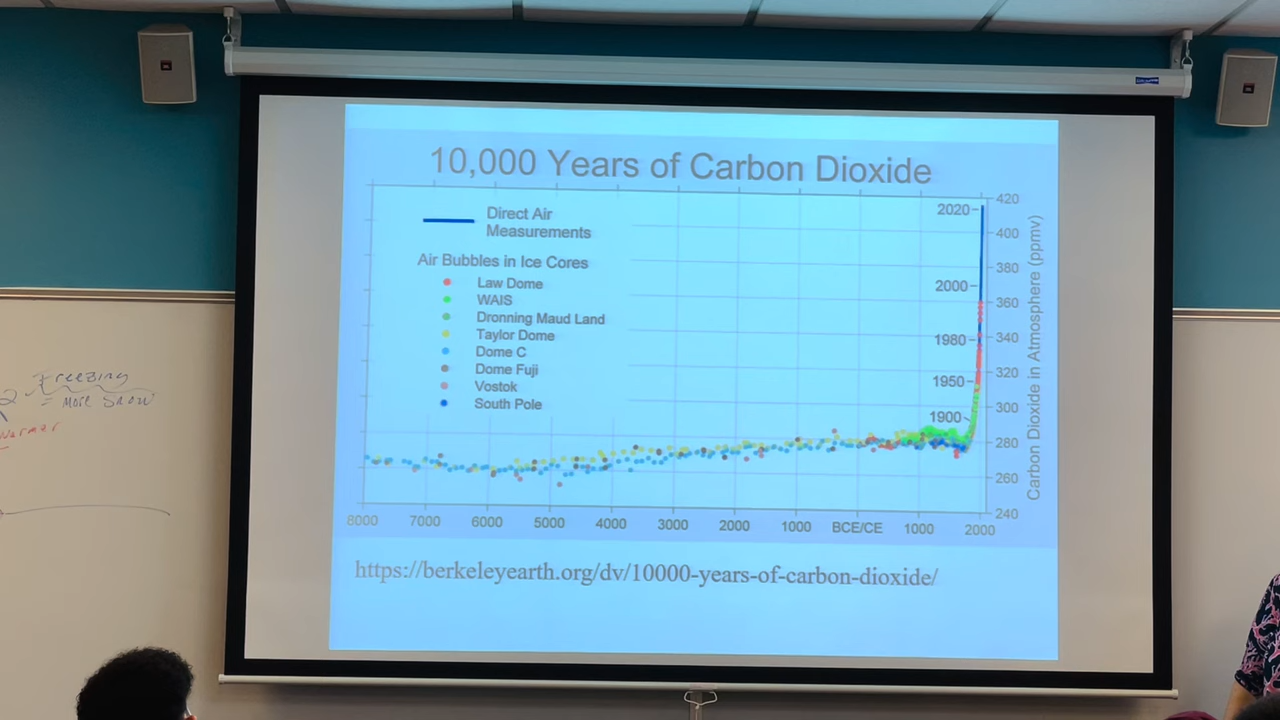 10,000 Years of Carbon Dioxide
Direct Air
Measurements
Air Bubbles in Ice Cores
Law Dome
WAIS
Dronning Maud Land
Taylor Dome
Dome C
Dome Fuji
Vostok
South Pole
2020
2000
1980
1950
1900
420
400
380
360
340
320
300
280
260
240
Carbon Dioxide in Atmosphere (ppmv)
8000 7000 6000 5000 4000 3000 2000 1000 BCE/CE 1000 2000
https://berkeleyearth.org/dv/10000-years-of-carbon-dioxide/
Freezing
= More Snow
warmer